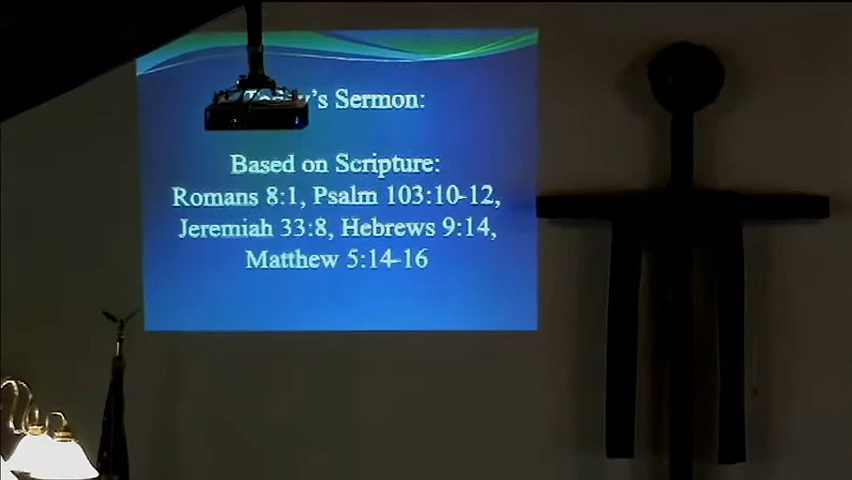 Today's Sermon:
Based on Scripture:
Romans 8:1, Psalm 103:10-12,
Jeremiah 33:8, Hebrews 9:14,
Matthew 5:14-16